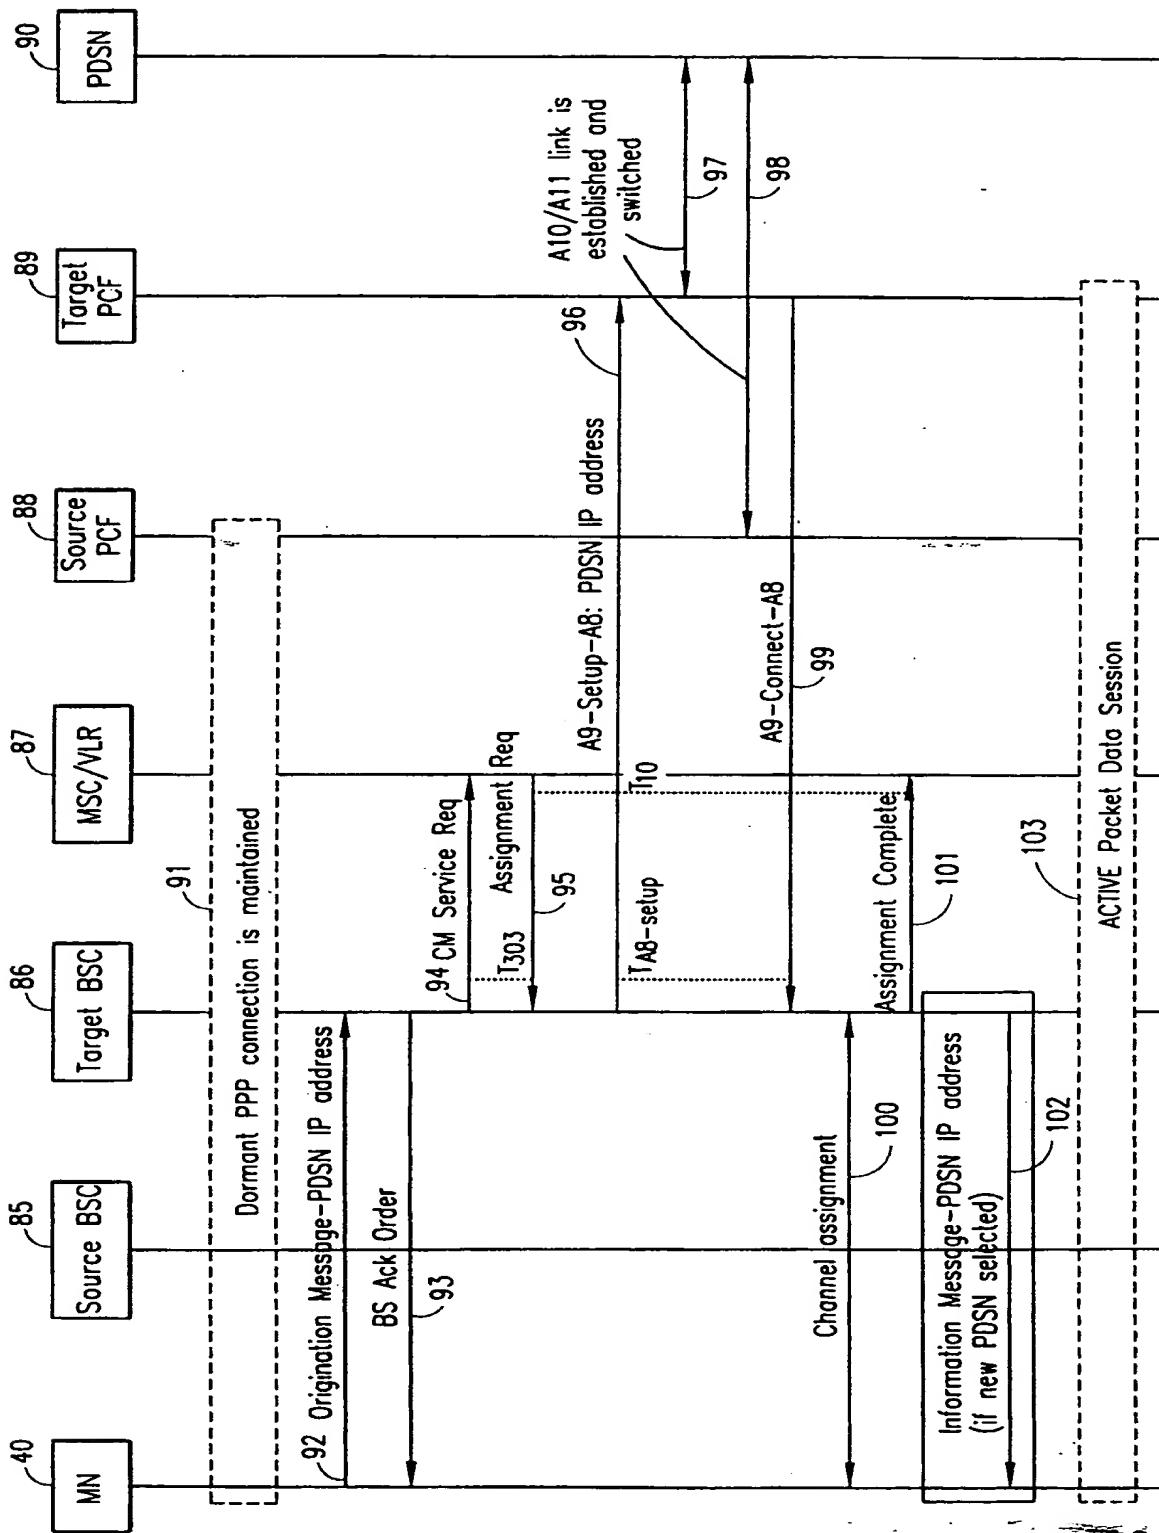 40
MN
85
Source BSC
86
Target BSC
87
MSC/VLR
88
Source
PCF
89
Target
PCF
90
PDSN
91
Dormant PPP connection is maintained
92 Origination Message-PDSN IP address
BS Ack Order
93
94 CM Service Req
T303
Assignment Req
95
A9-Setup-A8: PDSN IP address
96
TA8-setup
T10
A10/A11 link is
established and
switched
97
98
A9-Connect-A8
99
Channel assignment
100
Assignment Complete
101
Information Message-PDSN IP address
(if new PDSN selected)
102
103
ACTIVE Packet Data Session